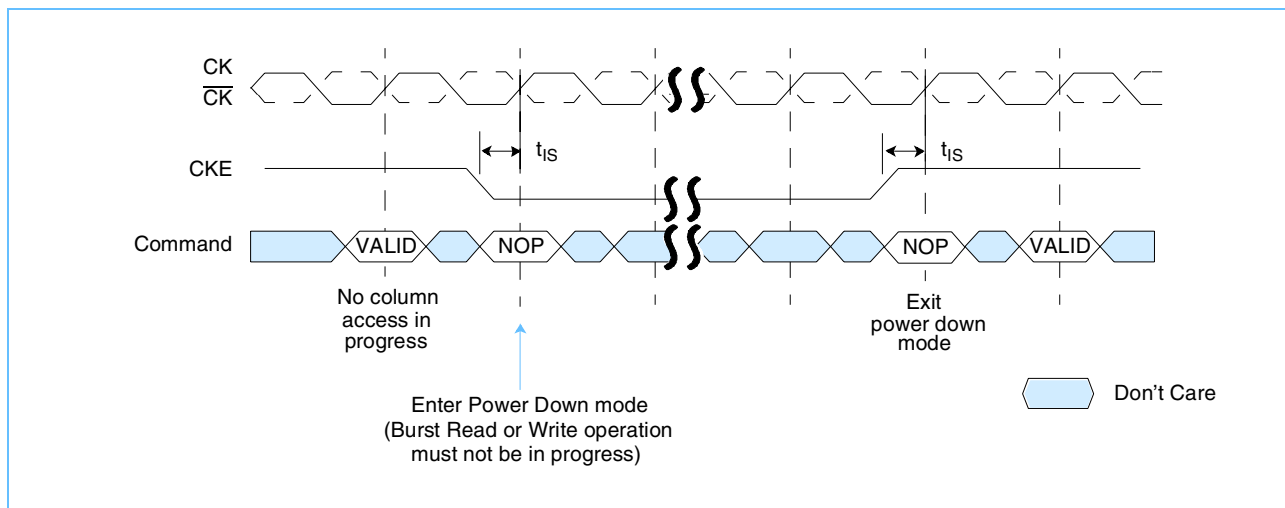 CK
CK
tIS
tIS
CKE
Command
VALID
NOP
NOP
VALID
No column
access in
progress
Exit
power down
mode
Enter Power Down mode
(Burst Read or Write operation
must not be in progress)
Don't Care